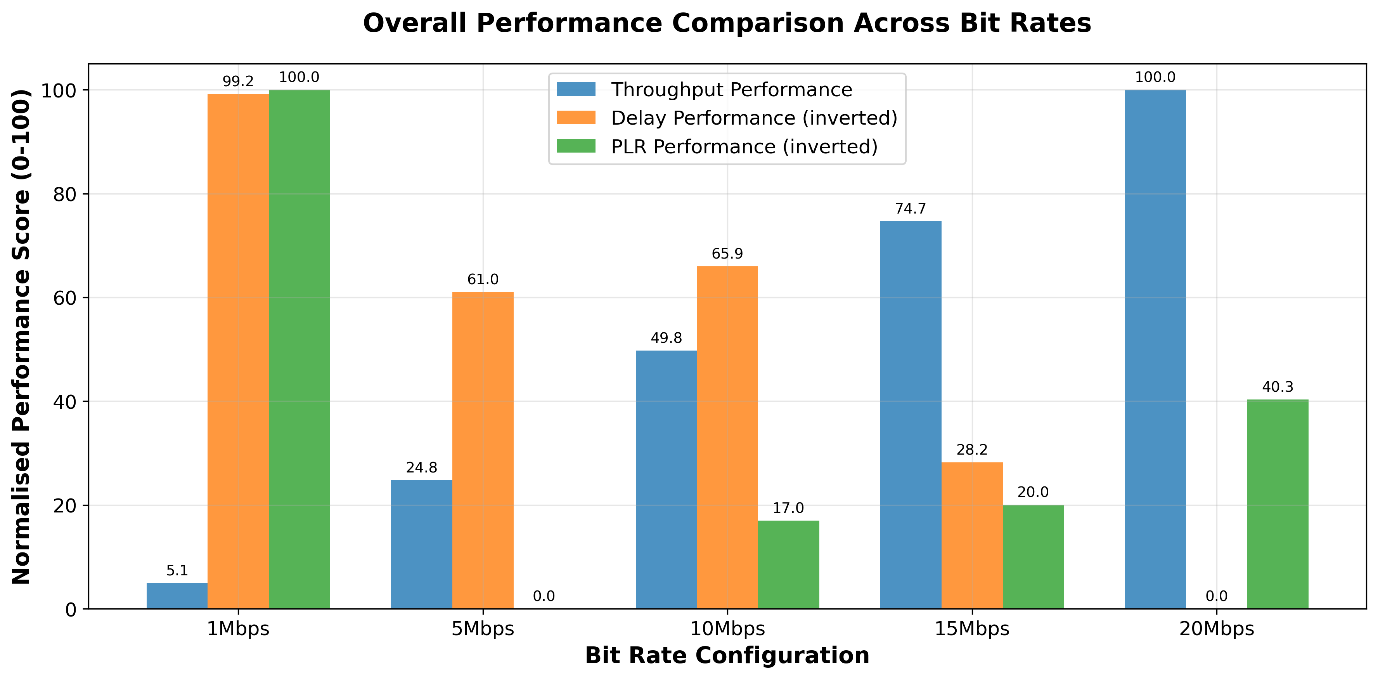 Overall Performance Comparison Across Bit Rates
Normalised Performance Score (0-100)
100
80
60
40
20
0
Throughput Performance
Delay Performance (inverted)
PLR Performance (inverted)
5.1
99.2
100.0
24.8
61.0
0.0
49.8
65.9
17.0
74.7
28.2
20.0
100.0
0.0
40.3
1Mbps
5Mbps
10Mbps
15Mbps
20Mbps
Bit Rate Configuration